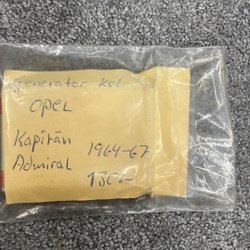 Generator kol
OPEL
Kapitän 1964-67
Admiral
130:-